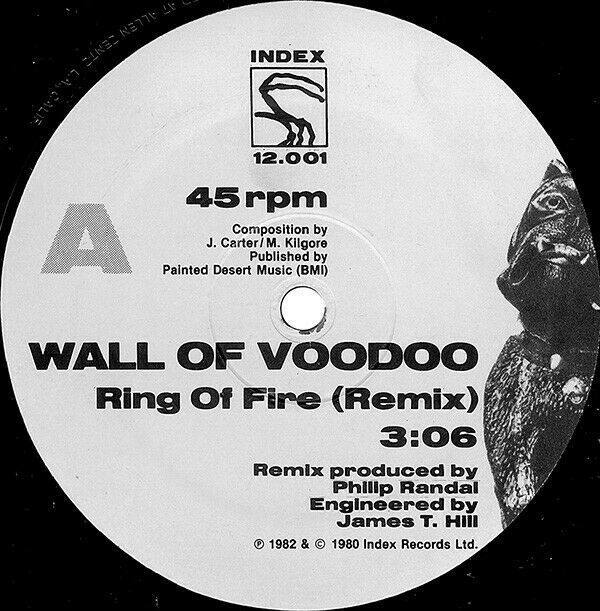 INDEX
12.001
45 rpm
A
Composition by
J. Carter/M. Kilgore
Published by
Painted Desert Music (BMI)
WALL OF VOODOO
Ring Of Fire (Remix)
3:06
Remix produced by
Philip Randal
Engineered by
James T. Hill
℗ 1982 & © 1980 Index Records Ltd.